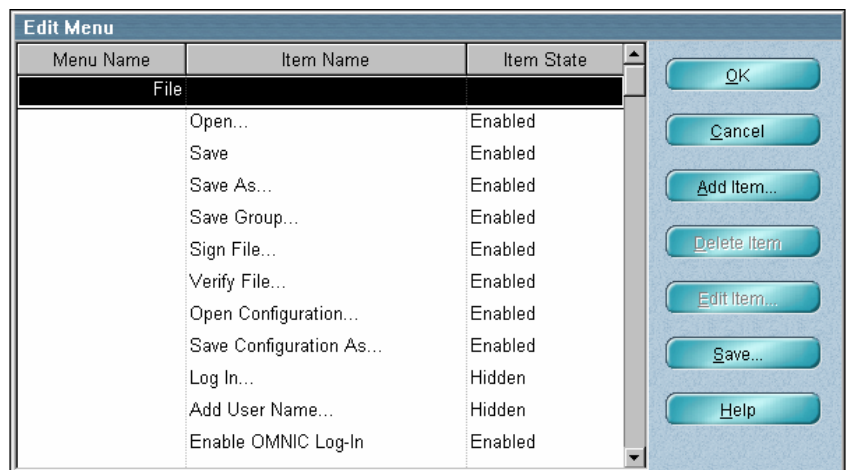 Edit Menu
Menu Name Item Name Item State
File
Open... Enabled
Save Enabled
Save As... Enabled
Save Group... Enabled
Sign File... Enabled
Verify File... Enabled
Open Configuration... Enabled
Save Configuration As... Enabled
Log In... Hidden
Add User Name... Hidden
Enable OMNIC Log-In Enabled
OK
Cancel
Add Item...
Delete Item
Edit Item...
Save...
Help